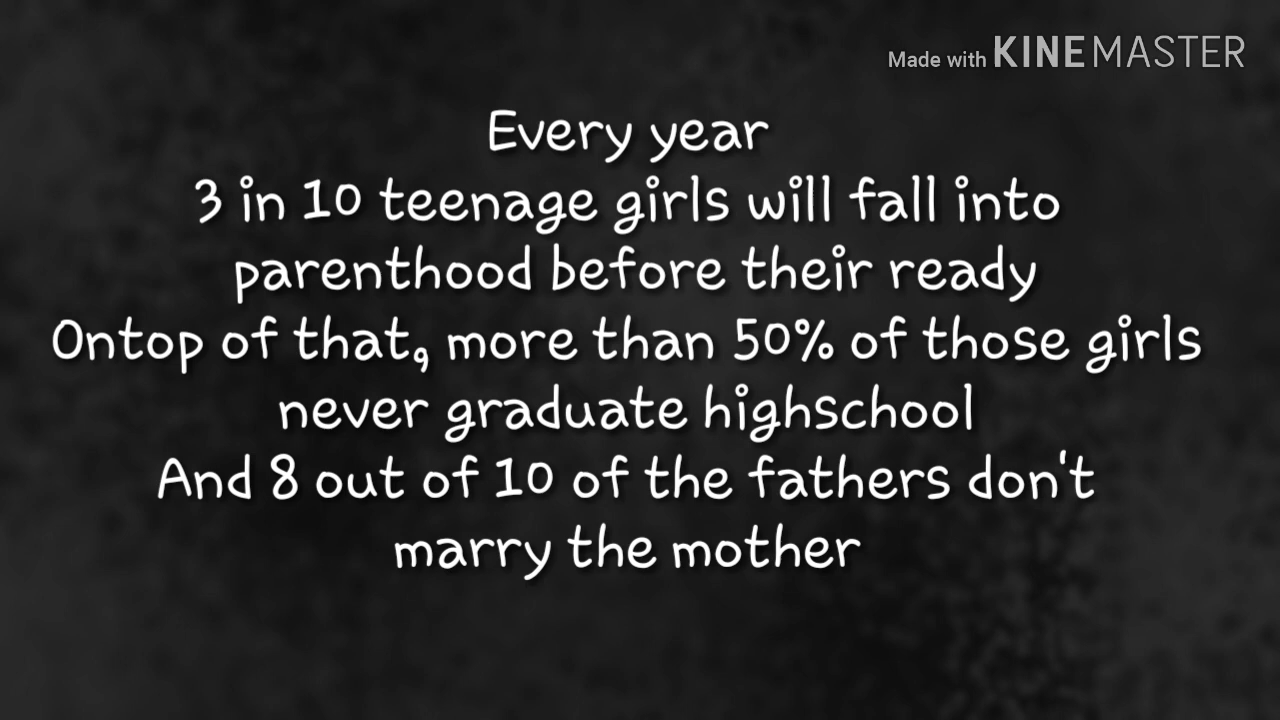 Made with KINEMASTER
Every year
3 in 10 teenage girls will fall into
parenthood before their ready
Ontop of that, more than 50% of those girls
never graduate highschool
And 8 out of 10 of the fathers don't
marry the mother